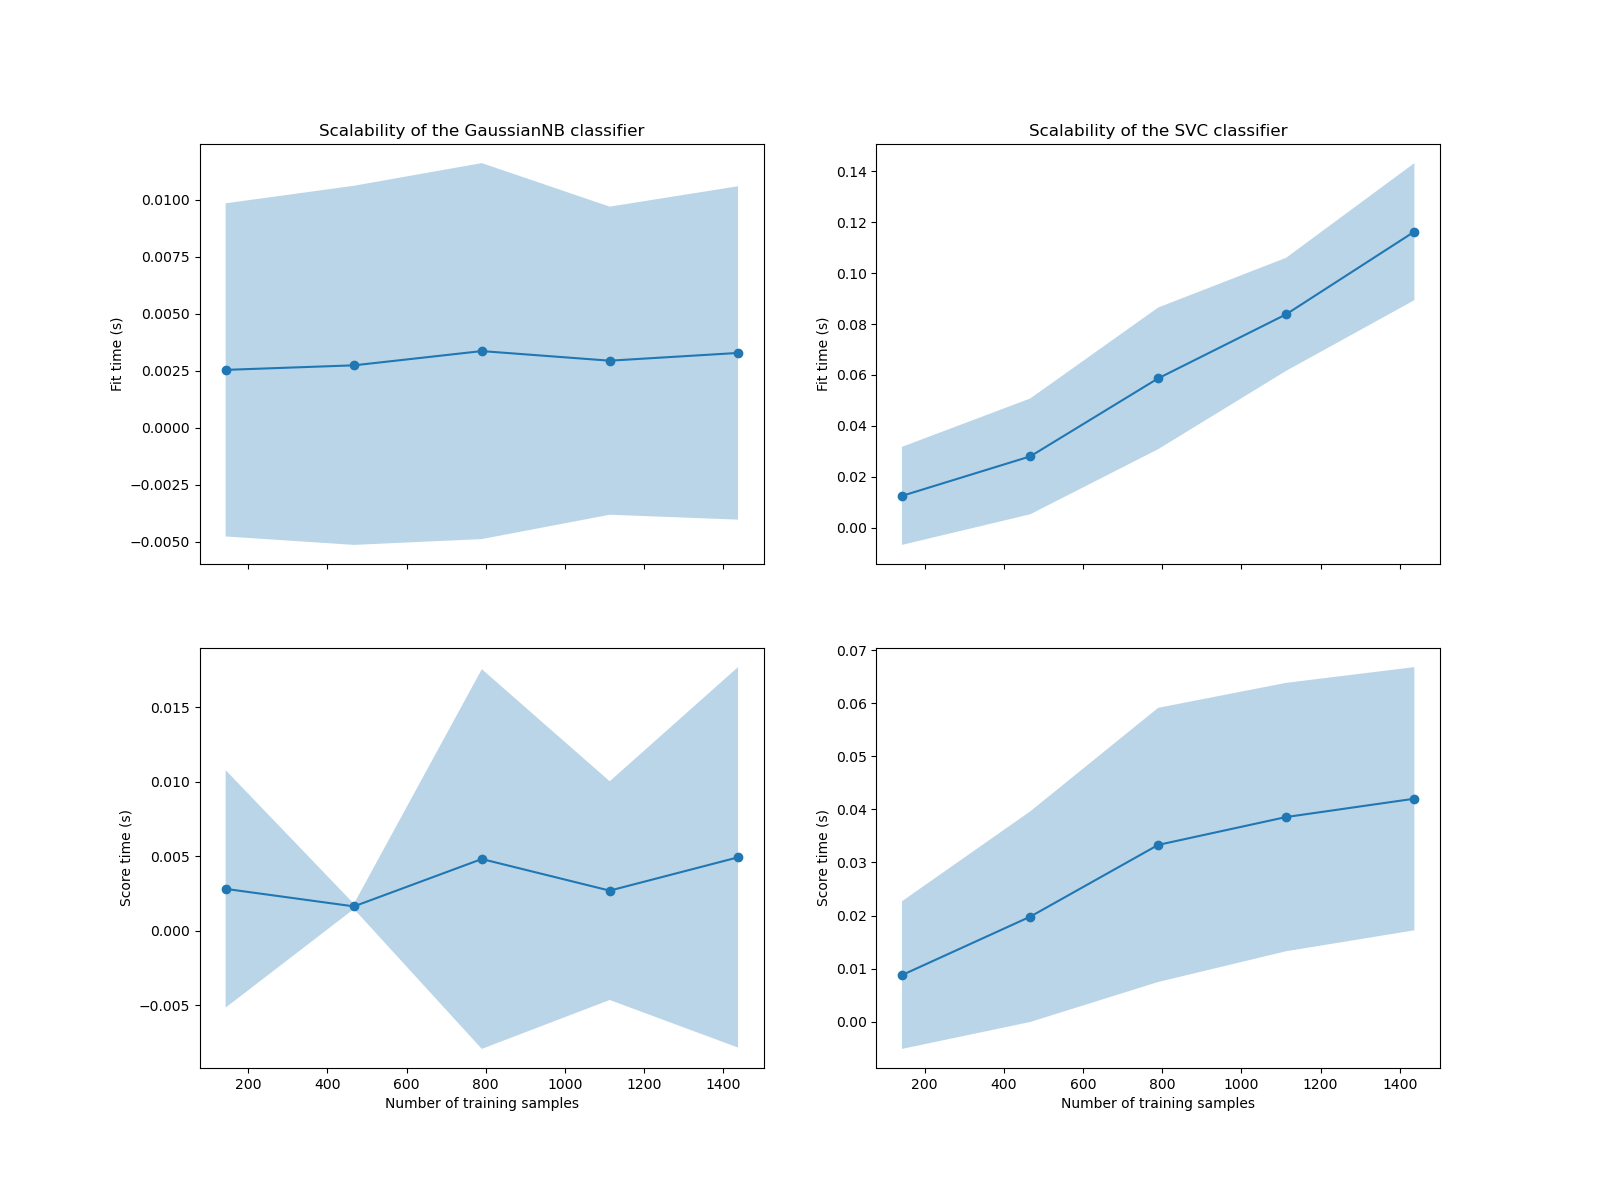 Scalability of the GaussianNB classifier
Scalability of the SVC classifier
0.0100
0.0075
0.0050
0.0025
0.0000
−0.0025
−0.0050
Fit time (s)
0.14
0.12
0.10
0.08
0.06
0.04
0.02
0.00
Fit time (s)
0.015
0.010
0.005
0.000
−0.005
Score time (s)
200 400 600 800 1000 1200 1400
Number of training samples
0.07
0.06
0.05
0.04
0.03
0.02
0.01
0.00
Score time (s)
200 400 600 800 1000 1200 1400
Number of training samples